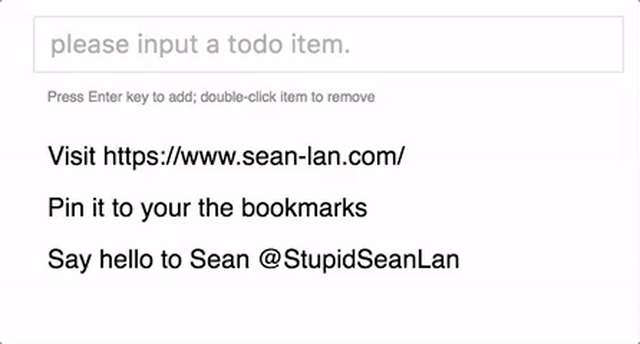 please input a todo item.
Press Enter key to add; double-click item to remove
Visit https://www.sean-lan.com/
Pin it to your the bookmarks
Say hello to Sean @StupidSeanLan